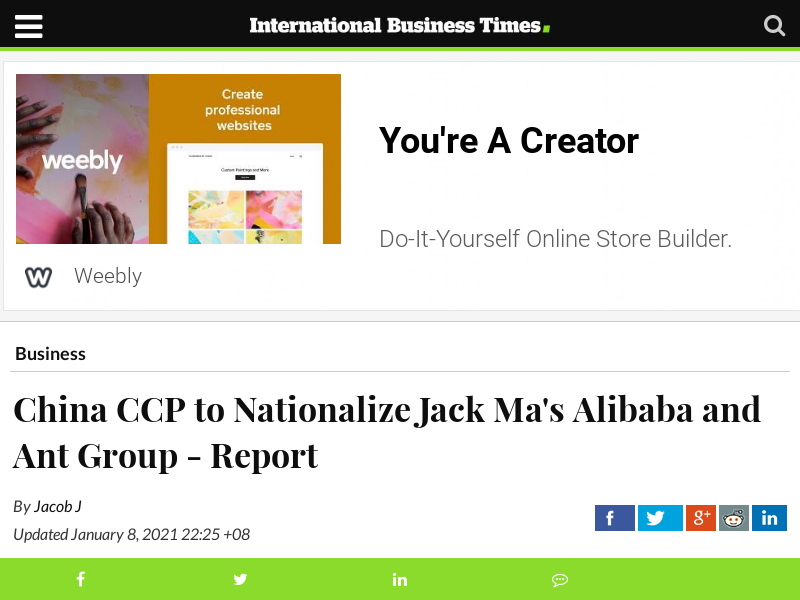 International Business Times.
Create
professional
websites
weebly
Custom Paintings and More
You're A Creator
Do-It-Yourself Online Store Builder.
W Weebly
Business
China CCP to Nationalize Jack Ma's Alibaba and
Ant Group - Report
By Jacob J
Updated January 8, 2021 22:25 +08
f
g+
in
f
in